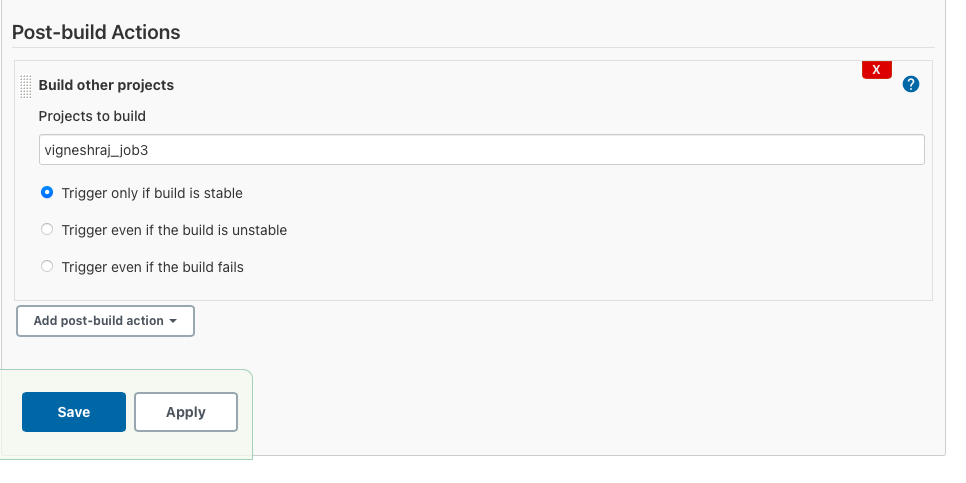 Post-build Actions
X
Build other projects
?
Projects to build
vigneshraj_job3
Trigger only if build is stable
Trigger even if the build is unstable
Trigger even if the build fails
Add post-build action
Save
Apply